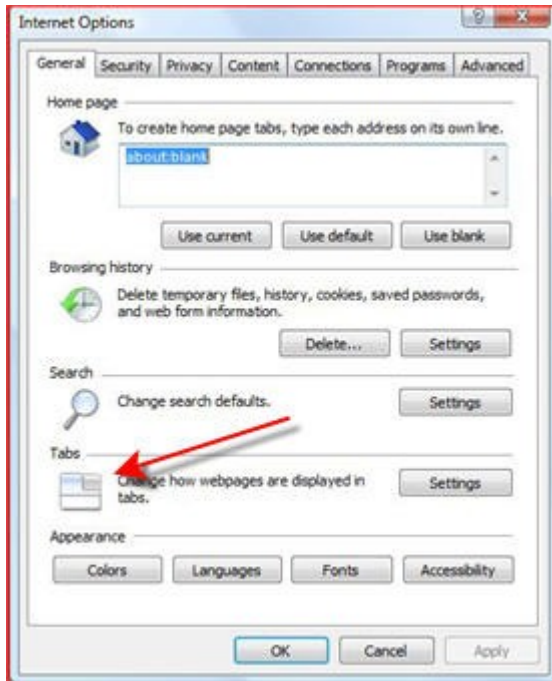 Internet Options
General Security Privacy Content Connections Programs Advanced
Home page
To create home page tabs, type each address on its own line.
about:blank
Use current Use default Use blank
Browsing history
Delete temporary files, history, cookies, saved passwords,
and web form information.
Delete... Settings
Search
Change search defaults. Settings
Tabs
Change how webpages are displayed in
tabs.
Settings
Appearance
Colors Languages Fonts Accessibility
OK Cancel Apply